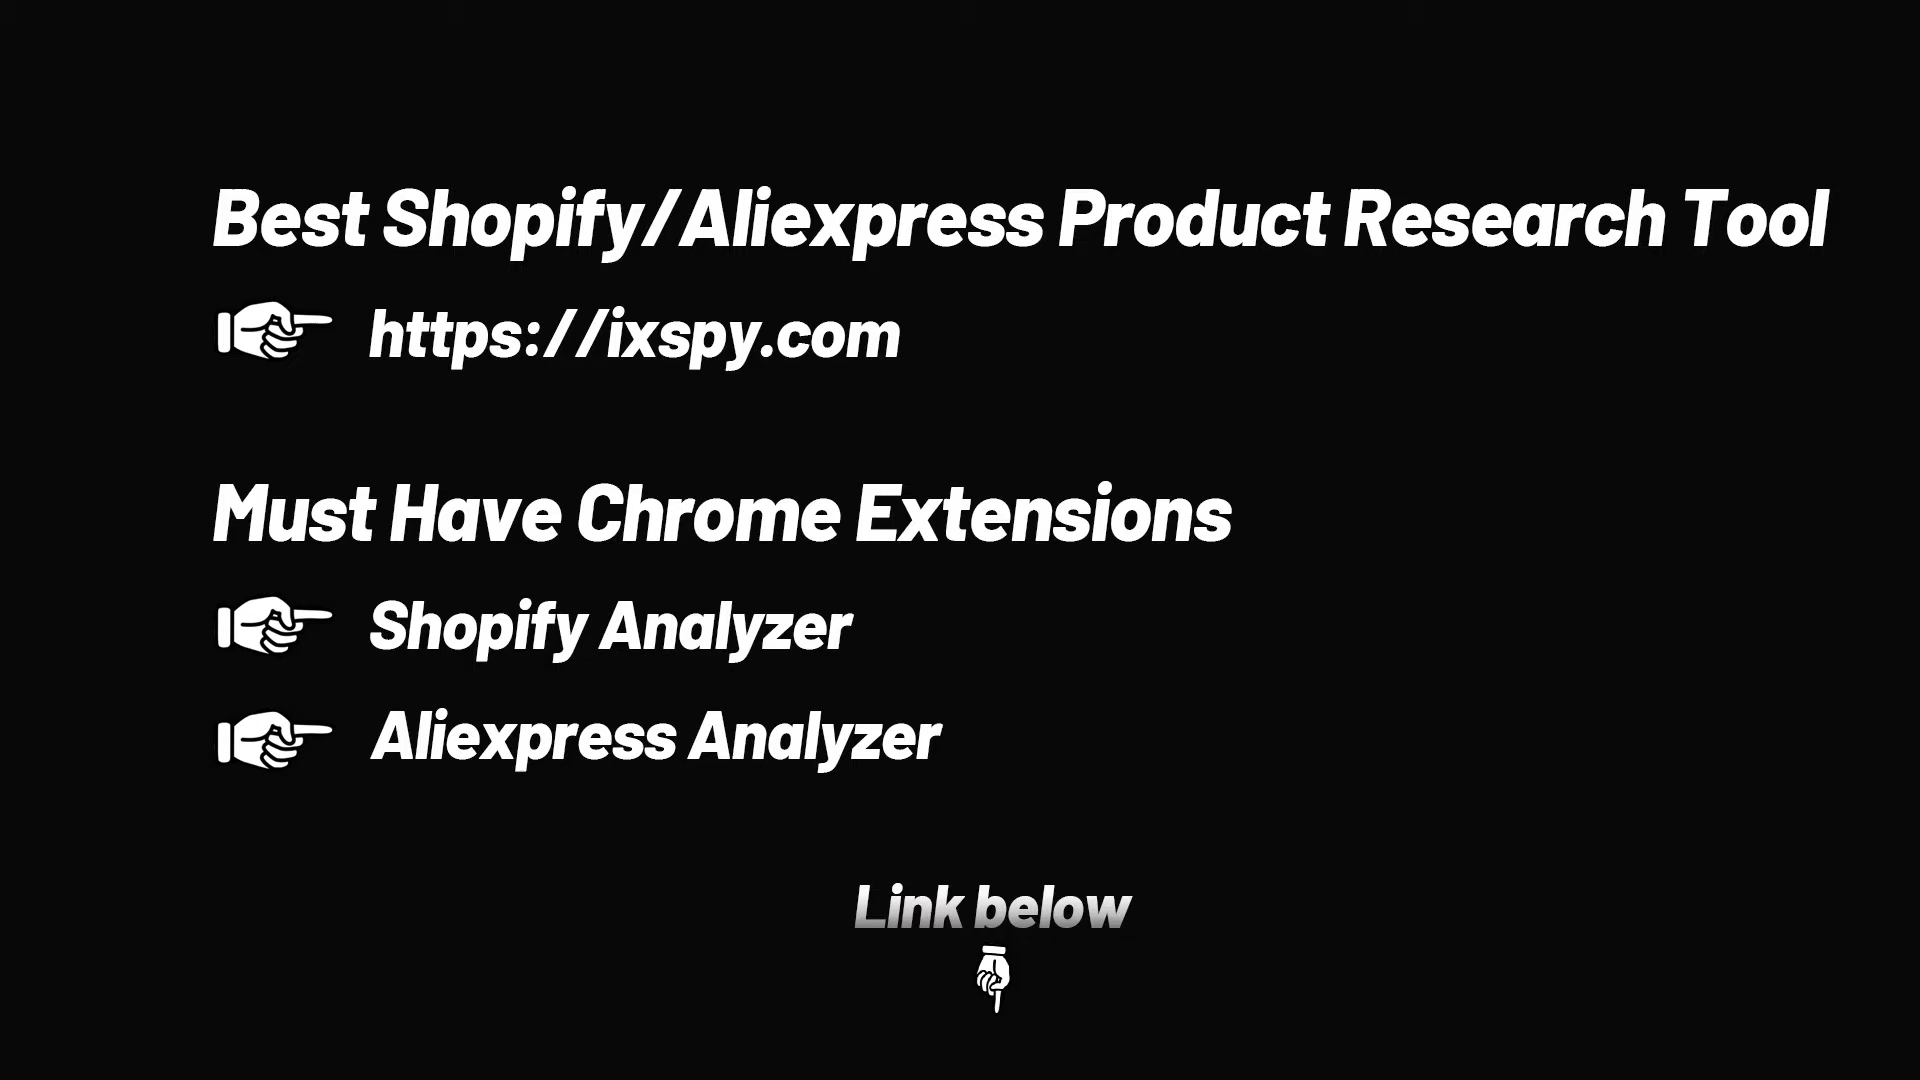 Best Shopify/Aliexpress Product Research Tool
https://ixspy.com
Must Have Chrome Extensions
Shopify Analyzer
Aliexpress Analyzer
Link below